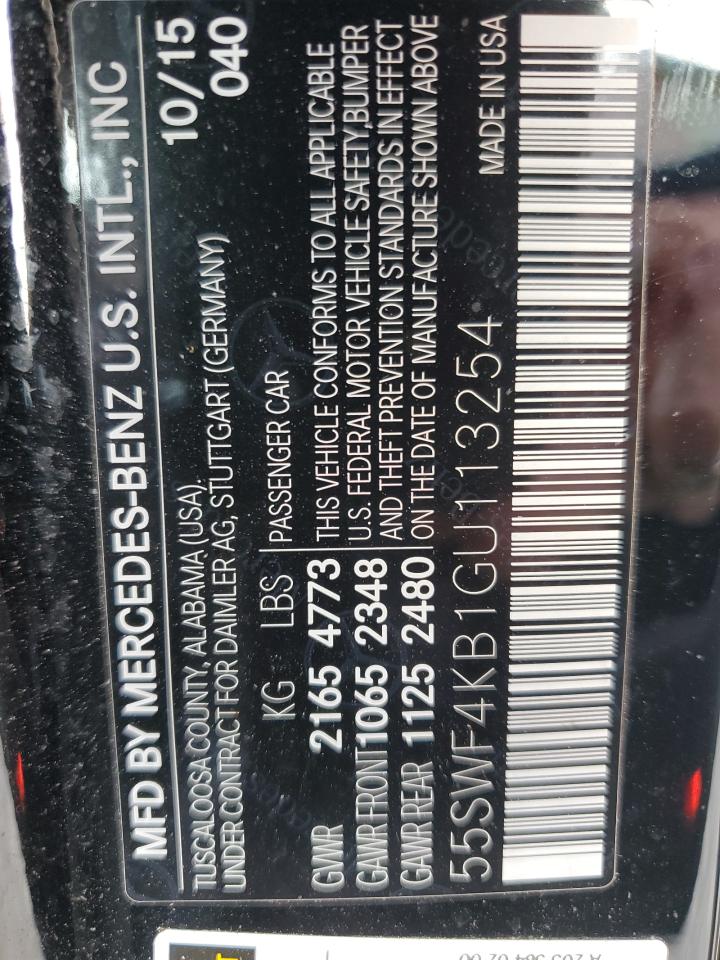 MFD BY MERCEDES-BENZ U.S. INTL., INC
TUSCALOOSA COUNTY, ALABAMA (USA)
10/15
UNDER CONTRACT FOR DAIMLER AG, STUTTGART (GERMANY)
040
KG LBS PASSENGER CAR
GVWR 2165 4773
GAWR FRONT 1065 2348
GAWR REAR 1125 2480
THIS VEHICLE CONFORMS TO ALL APPLICABLE
U.S. FEDERAL MOTOR VEHICLE SAFETY,BUMPER
AND THEFT PREVENTION STANDARDS IN EFFECT
ON THE DATE OF MANUFACTURE SHOWN ABOVE
55SWF4KB1GU113254
MADE IN USA